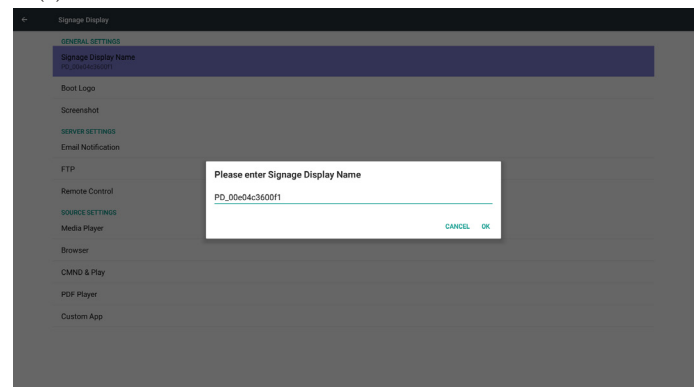 Signage Display
GENERAL SETTINGS
Signage Display Name
PD_00e04c3600f1
Boot Logo
Screenshot
SERVER SETTINGS
Email Notification
FTP
Remote Control
SOURCE SETTINGS
Media Player
Browser
CMND & Play
PDF Player
Custom App
Please enter Signage Display Name
PD_00e04c3600f1
CANCEL OK